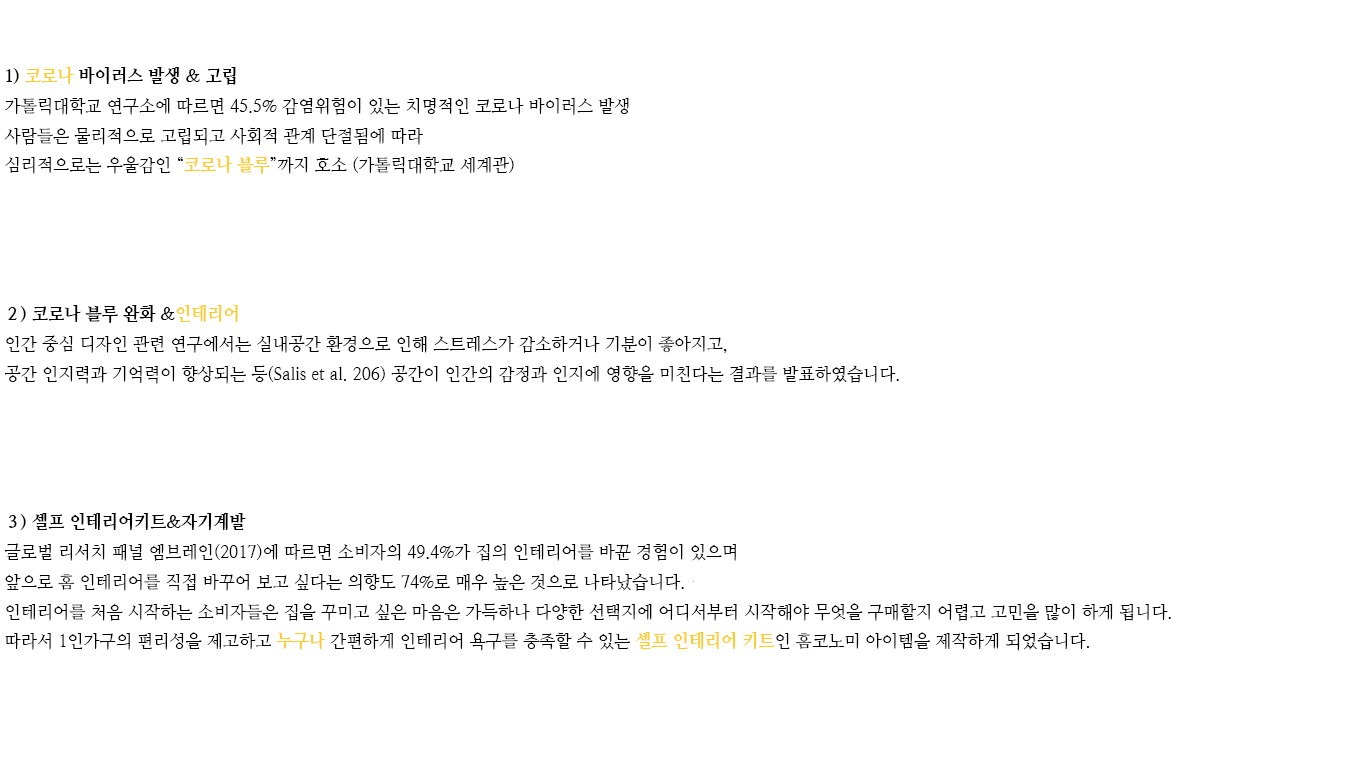 1) 코로나 바이러스 발생 & 고립
가톨릭대학교 연구소에 따르면 45.5% 감염위험이 있는 치명적인 코로나 바이러스 발생
사람들은 물리적으로 고립되고 사회적 관계 단절됨에 따라
심리적으로는 우울감인 “코로나 블루”까지 호소 (가톨릭대학교 세계관)
2) 코로나 블루 완화 &인테리어
인간 중심 디자인 관련 연구에서는 실내공간 환경으로 인해 스트레스가 감소하거나 기분이 좋아지고,
공간 인지력과 기억력이 향상되는 등(Salis et al. 206) 공간이 인간의 감정과 인지에 영향을 미친다는 결과를 발표하였습니다.
3) 셀프 인테리어키트&자기계발
글로벌 리서치 패널 엠브레인(2017)에 따르면 소비자의 49.4%가 집의 인테리어를 바꾼 경험이 있으며
앞으로 홈 인테리어를 직접 바꾸어 보고 싶다는 의향도 74%로 매우 높은 것으로 나타났습니다.
인테리어를 처음 시작하는 소비자들은 집을 꾸미고 싶은 마음은 가득하나 다양한 선택지에 어디서부터 시작해야 무엇을 구매할지 어렵고 고민을 많이 하게 됩니다.
따라서 1인가구의 편리성을 제고하고 누구나 간편하게 인테리어 욕구를 충족할 수 있는 셀프 인테리어 키트인 홈코노미 아이템을 제작하게 되었습니다.